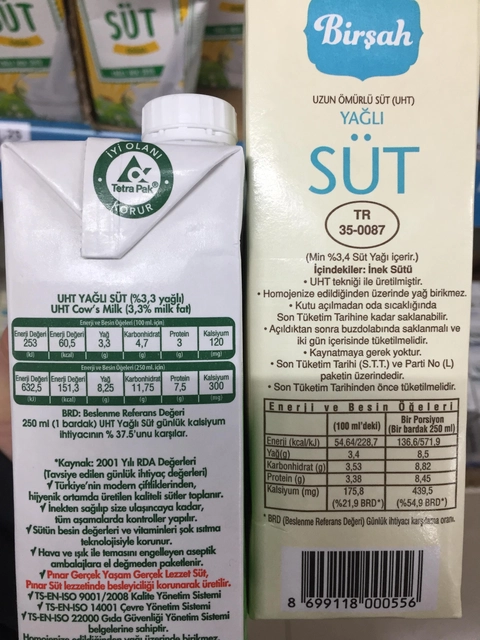 SÜT
SÜT
İYİ OLANI
Tetra Pak
KORUR
UHT YAĞLI SÜT (%3,3 yağlı)
UHT Cow's Milk (3,3% milk fat)
Enerji ve Besin Öğeleri (100 ml. için)
Enerji Değeri Enerji Değeri Yağ Karbonhidrat Protein Kalsiyum
253 60,5 3,3 4,7 3 120
(kJ) (kcal) (g) (g) (g) (mg)
Enerji ve Besin Öğeleri (250 ml. için)
Enerji Değeri Enerji Değeri Yağ Karbonhidrat Protein Kalsiyum
632,5 151,3 8,25 11,75 7,5 300
(kJ) (kcal) (g) (g) (g) (mg)
BRD: Beslenme Referans Değeri
250 ml (1 bardak) UHT Yağlı Süt günlük kalsiyum
ihtiyacının % 37.5'unu karşılar.
*Kaynak: 2001 Yılı RDA Değerleri
(Tavsiye edilen günlük ihtiyaç değerleri)
√ Türkiye'nin modern çiftliklerinden,
hijyenik ortamda üretilen kaliteli sütler toplanır.
√ İnekten sağılıp size ulaşıncaya kadar,
tüm aşamalarda kontroller yapılır.
√ Sütün besin değerleri ve vitaminleri şok ısıtma
teknolojisiyle korunur.
√ Hava ve ışık ile temasını engelleyen aseptik
ambalajlara el değmeden paketlenir.
√ Pınar Gerçek Yaşam Gerçek Lezzet Süt,
Pınar Süt lezzetinde besleyiciliği korunarak üretilir.
√ TS-EN-ISO 9001/2008 Kalite Yönetim Sistemi
√ TS-EN-ISO 14001 Çevre Yönetim Sistemi
√ TS-EN-ISO 22000 Gıda Güvenliği Yönetim Sistemi
belgelerine sahiptir.
Birşah
UZUN ÖMÜRLÜ SÜT (UHT)
YAĞLI
SÜT
TR
35-0087
(Min %3,4 Süt Yağı içerir.)
İçindekiler: İnek Sütü
• UHT tekniği ile üretilmiştir.
• Homojenize edildiğinden üzerinde yağ birikmez.
• Kutu açılmadan oda sıcaklığında
Son Tüketim Tarihine kadar saklanabilir.
• Açıldıktan sonra buzdolabında saklanmalı ve
iki gün içerisinde tüketilmelidir.
• Kaynatmaya gerek yoktur.
• Son Tüketim Tarihi (S.T.T.) ve Parti No (L)
paketin üzerindedir.
• Son Tüketim Tarihinden önce tüketilmelidir.
Enerji ve Besin Öğeleri
(100 ml'deki) Bir Porsiyon
(Bir bardak 250 ml)
Enerji (kcal/kJ) 54,64/228,7 136,6/571,9
Yağ(g) 3,4 8,5
Karbonhidrat (g) 3,53 8,82
Protein (g) 3,38 8,45
Kalsiyum (mg) 175,8 439,5
(%21,9 BRD*) (%54,9 BRD*)
* BRD (Beslenme Referans Değeri) Günlük ihtiyacı karşılama oranı.
8 699118 000556